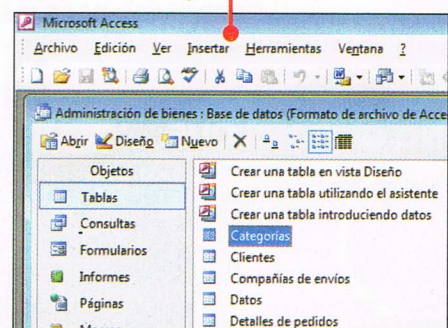 Microsoft Access
Archivo Edición Ver Insertar Herramientas Ventana ?
Administración de bienes : Base de datos (Formato de archivo de Acce
Abrir Diseño Nuevo
Objetos
Tablas
Consultas
Formularios
Informes
Páginas
Crear una tabla en vista Diseño
Crear una tabla utilizando el asistente
Crear una tabla introduciendo datos
Categorías
Clientes
Compañías de envíos
Datos
Detalles de pedidos